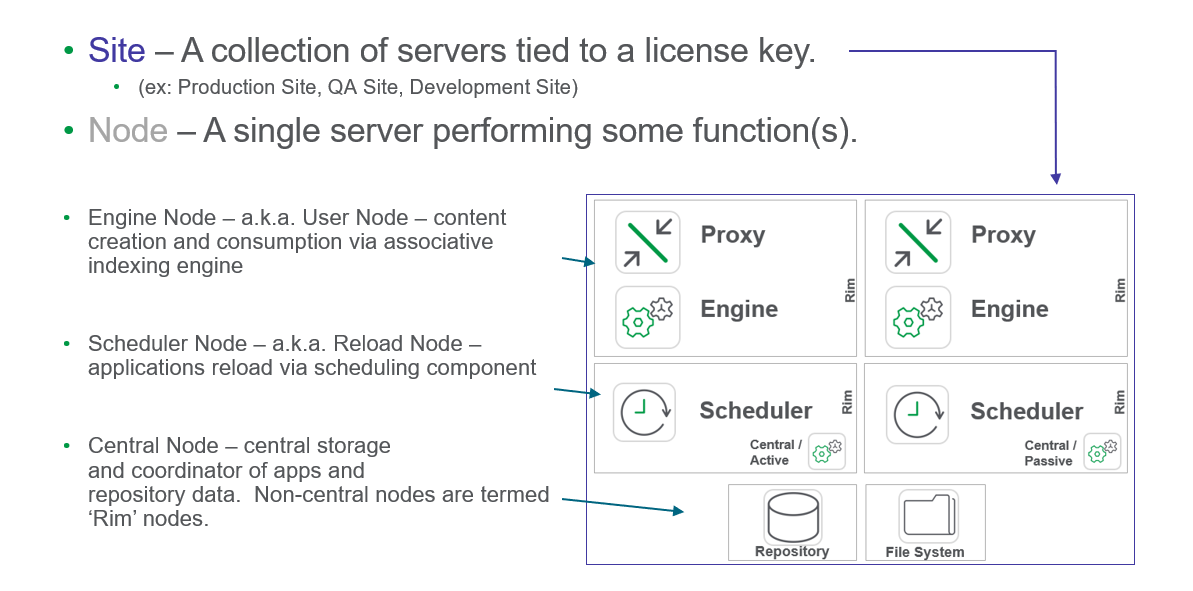 • Site – A collection of servers tied to a license key.
• (ex: Production Site, QA Site, Development Site)
• Node – A single server performing some function(s).
• Engine Node – a.k.a. User Node – content
creation and consumption via associative
indexing engine
• Scheduler Node – a.k.a. Reload Node –
applications reload via scheduling component
• Central Node – central storage
and coordinator of apps and
repository data.  Non-central nodes are termed
‘Rim’ nodes.
Proxy
Engine
Rim
Proxy
Engine
Rim
Scheduler
Rim
Central /
Active
Scheduler
Rim
Central /
Passive
Repository
File System